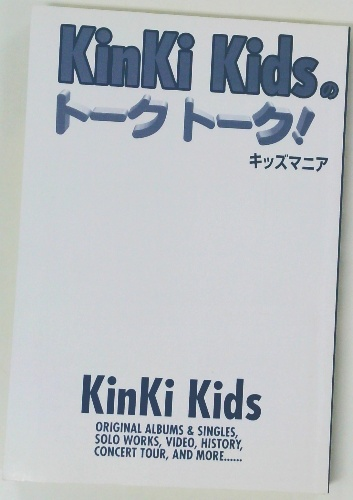 KinKi Kidsの
トークトーク!
キッズマニア
KinKi Kids
ORIGINAL ALBUMS & SINGLES,
SOLO WORKS, VIDEO, HISTORY,
CONCERT TOUR, AND MORE......